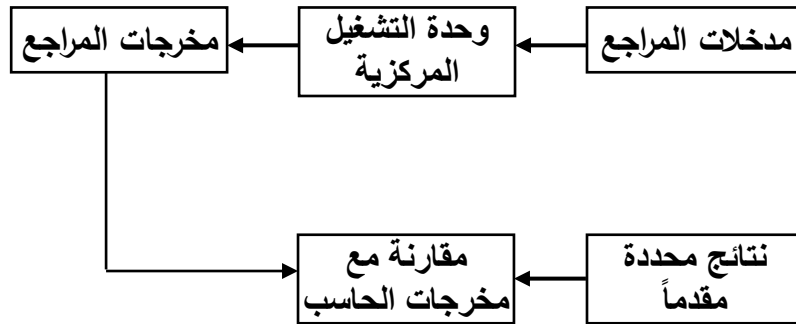 مدخلات المراجع
وحدة التشغيل
المركزية
مخرجات المراجع
نتائج محددة
مقدماً
مقارنة مع
مخرجات الحاسب